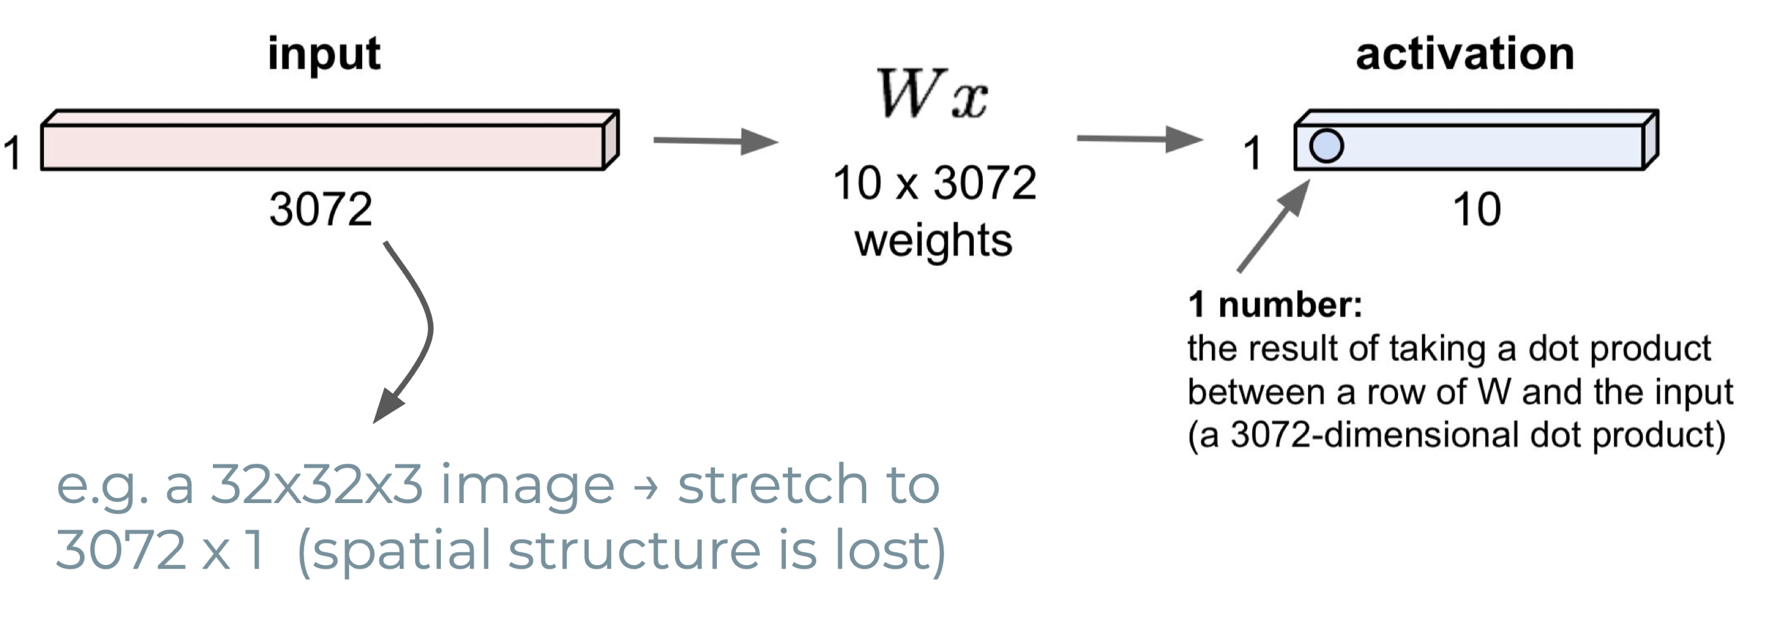 input
1
3072
Wx
10 x 3072
weights
activation
1
10
1 number:
the result of taking a dot product
between a row of W and the input
(a 3072-dimensional dot product)
e.g. a 32x32x3 image → stretch to
3072 x 1 (spatial structure is lost)